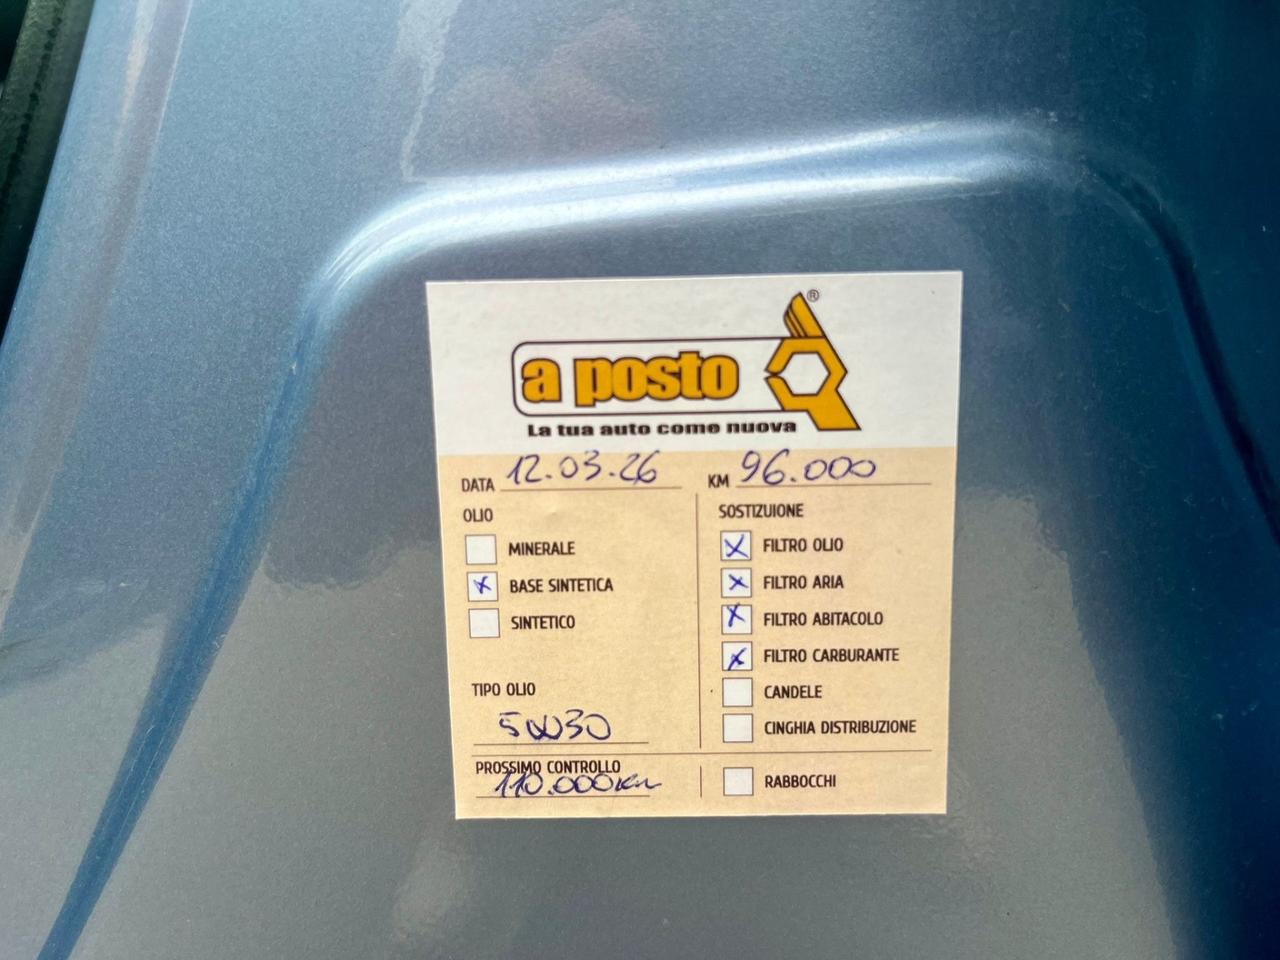 ®
a posto
La tua auto come nuova
DATA 12.03.26 KM 96.000
OLIO
MINERALE
X BASE SINTETICA
SINTETICO
TIPO OLIO
5W30
PROSSIMO CONTROLLO
110.000 km
SOSTIZUIONE
X FILTRO OLIO
X FILTRO ARIA
X FILTRO ABITACOLO
X FILTRO CARBURANTE
CANDELE
CINGHIA DISTRIBUZIONE
RABBOCCHI